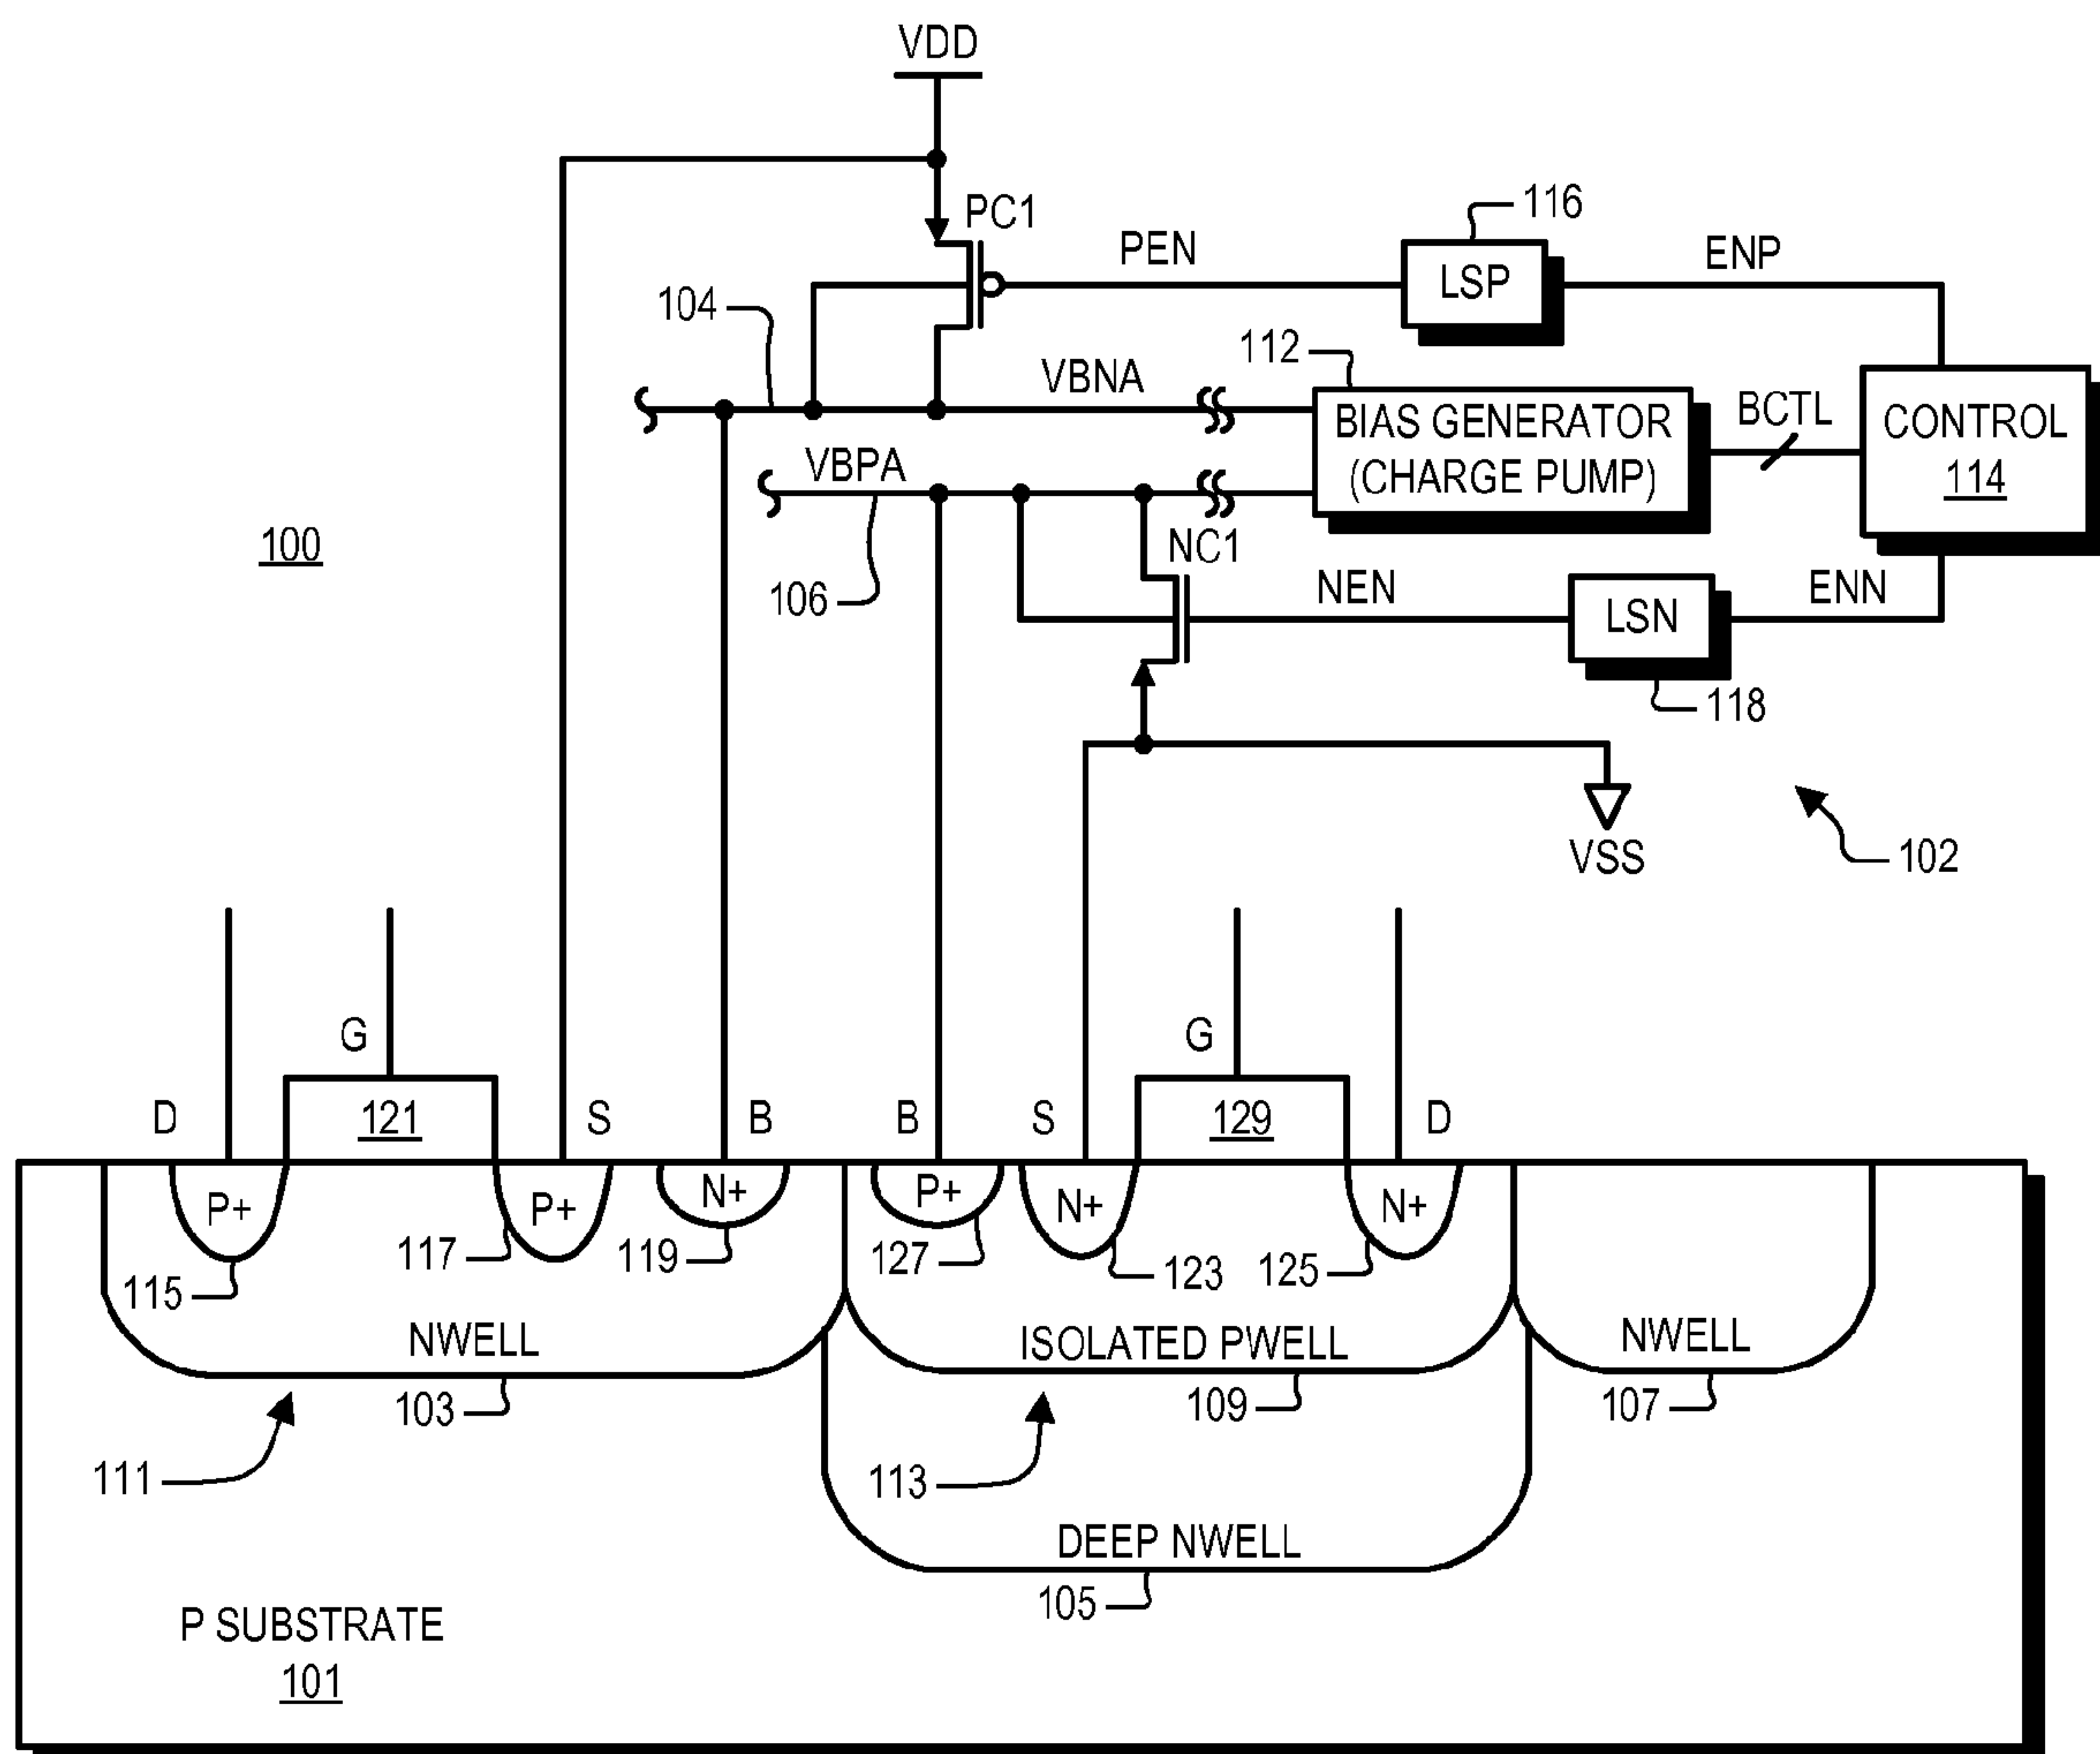 VDD
PC1
116
PEN
LSP
ENP
104
112
VBNA
BIAS GENERATOR
(CHARGE PUMP)
BCTL
CONTROL
114
VBPA
100
106
NC1
NEN
LSN
ENN
118
VSS
102
G
G
D
121
S
B
B
S
129
D
P+
P+
N+
P+
N+
N+
115
117
119
127
123
125
NWELL
ISOLATED PWELL
NWELL
103
109
107
111
113
DEEP NWELL
105
P SUBSTRATE
101